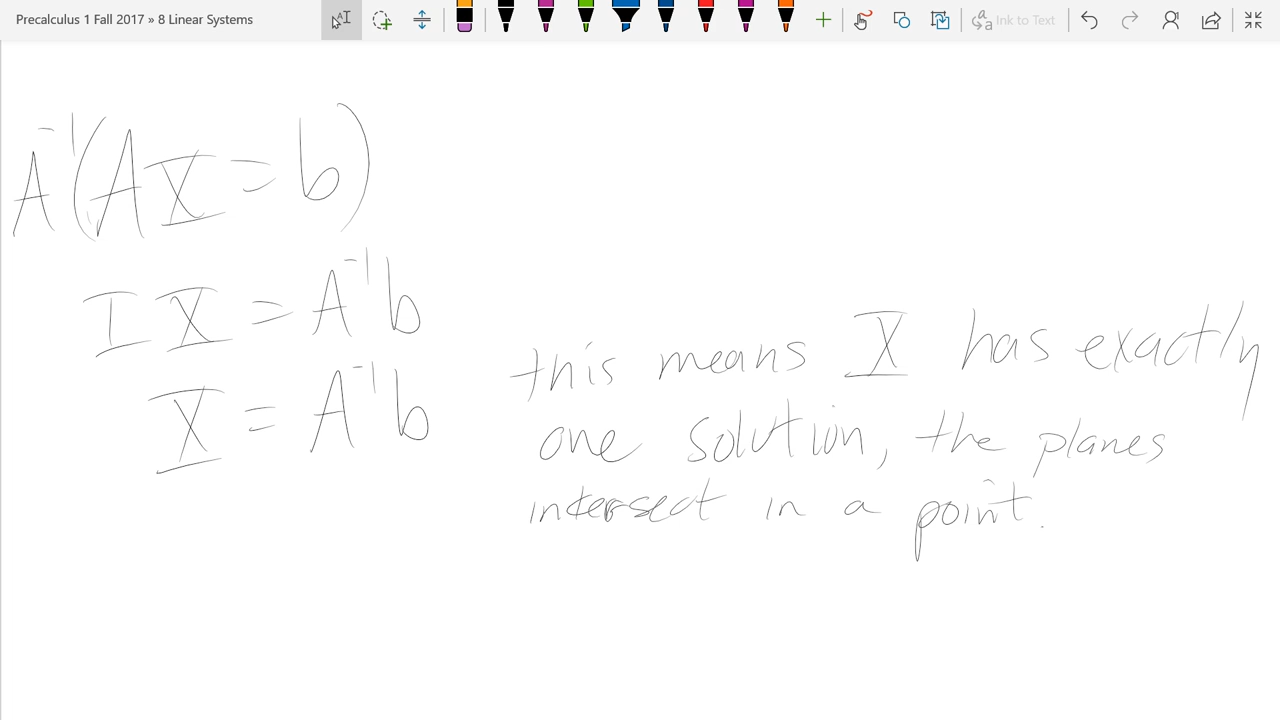 Precalculus 1 Fall 2017 » 8 Linear Systems
Ink to Text
A⁻¹(AX = b)
IX = A⁻¹b
X = A⁻¹b
this means X has exactly
one solution, the planes
intersect in a point.